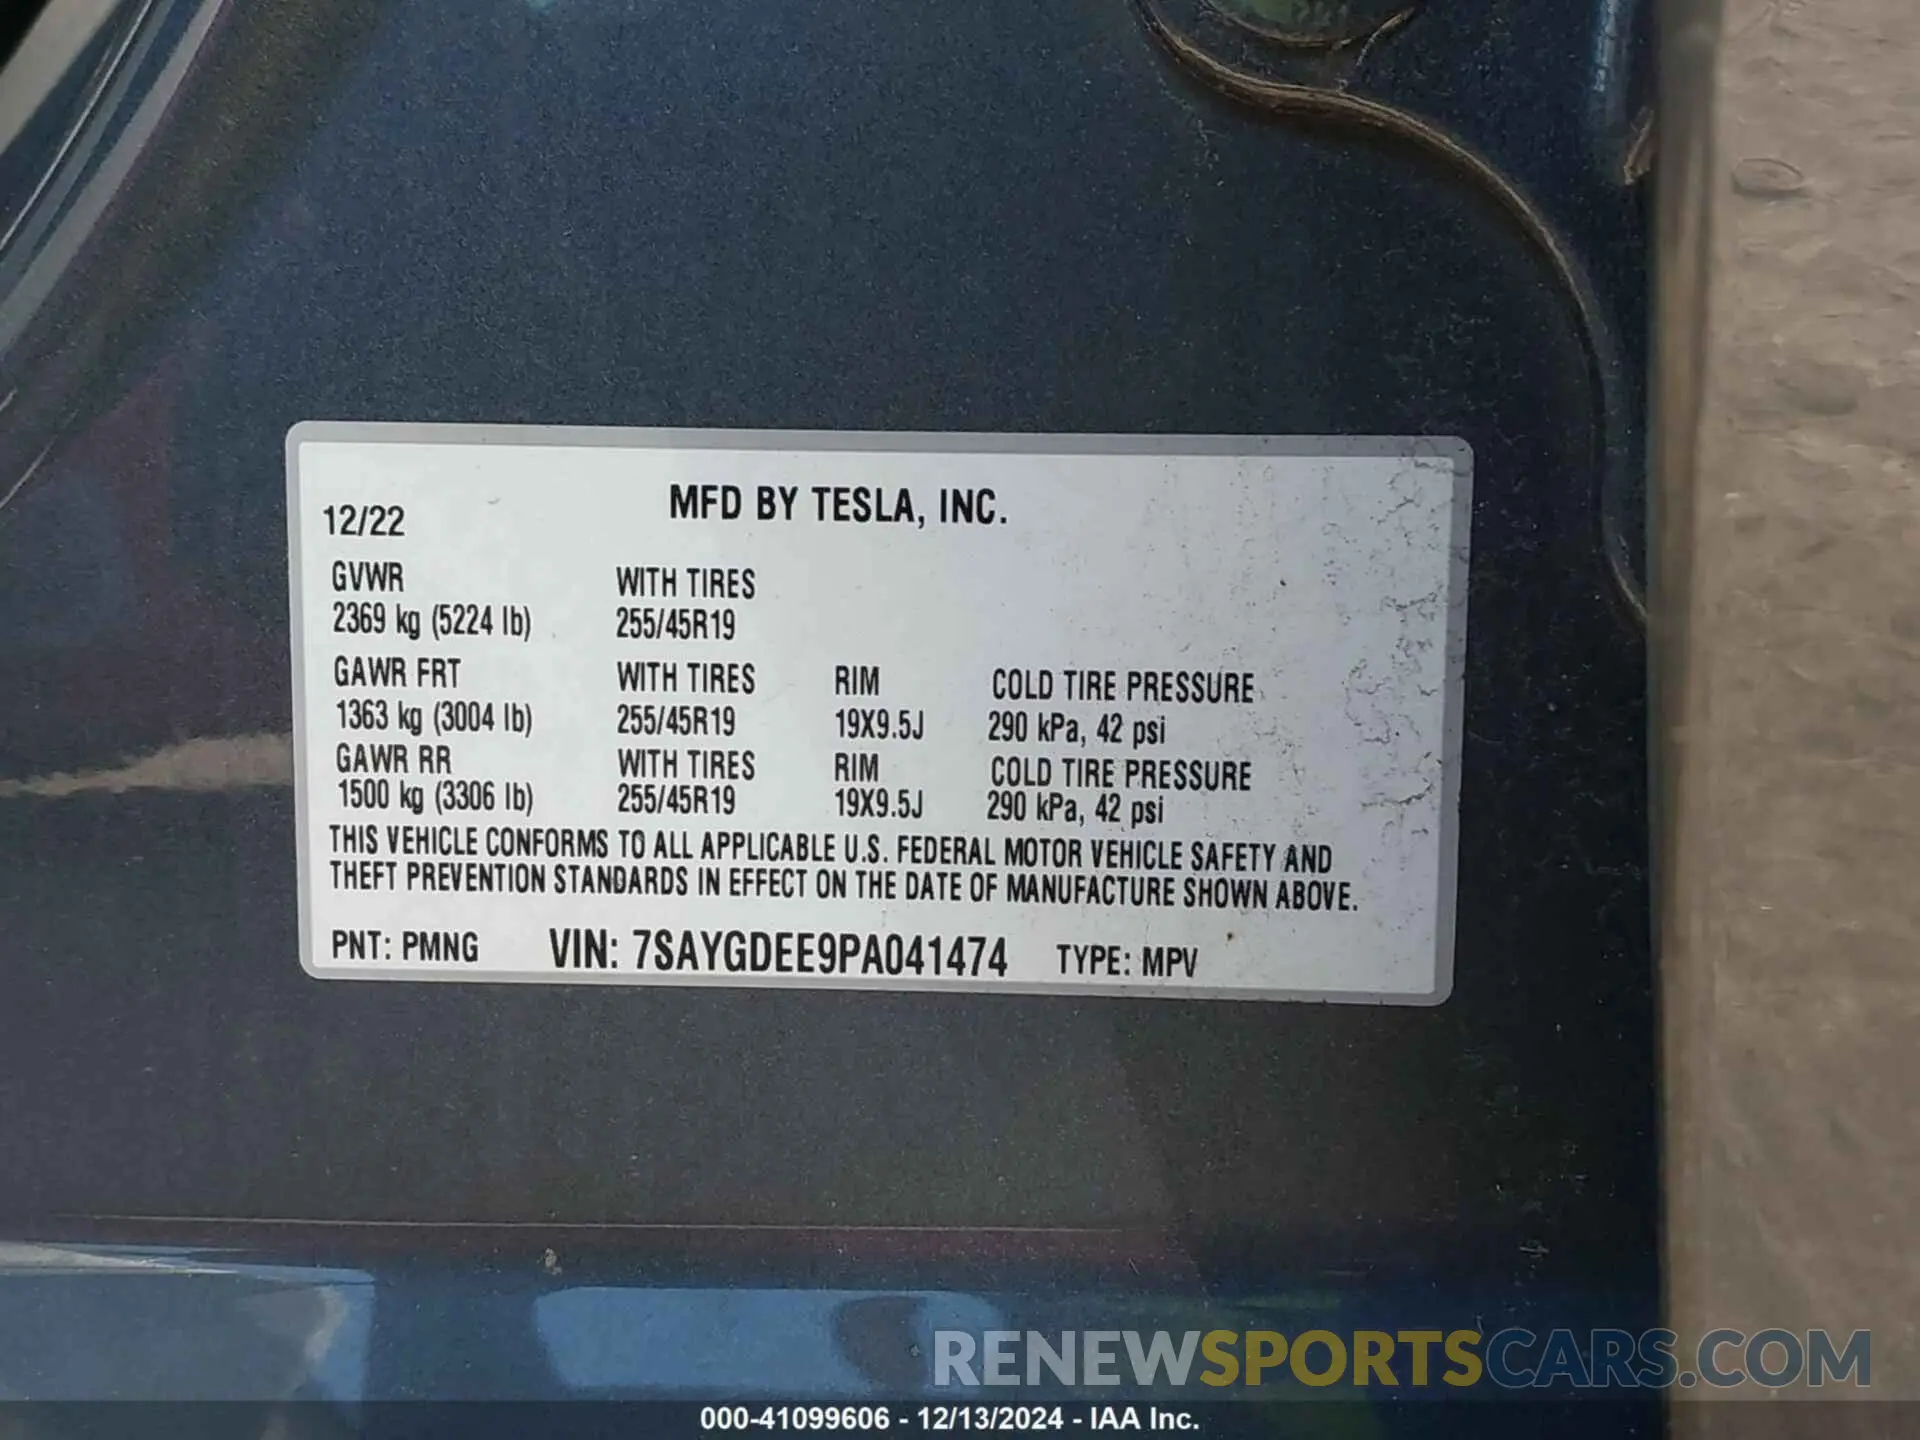 MFD BY TESLA, INC.
12/22
GVWR WITH TIRES
2369 kg (5224 lb) 255/45R19
GAWR FRT WITH TIRES RIM COLD TIRE PRESSURE
1363 kg (3004 lb) 255/45R19 19X9.5J 290 kPa, 42 psi
GAWR RR WITH TIRES RIM COLD TIRE PRESSURE
1500 kg (3306 lb) 255/45R19 19X9.5J 290 kPa, 42 psi
THIS VEHICLE CONFORMS TO ALL APPLICABLE U.S. FEDERAL MOTOR VEHICLE SAFETY AND
THEFT PREVENTION STANDARDS IN EFFECT ON THE DATE OF MANUFACTURE SHOWN ABOVE.
PNT: PMNG VIN: 7SAYGDEE9PA041474 TYPE: MPV
RENEWSPORTSCARS.COM
000-41099606 - 12/13/2024 - IAA Inc.